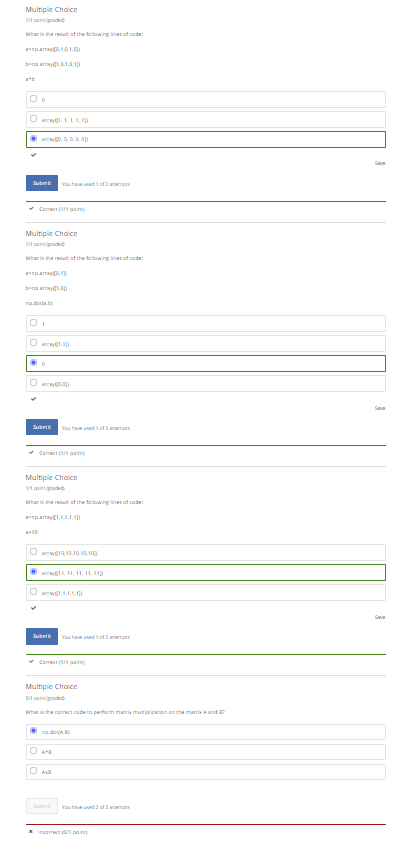 Multiple Choice
1/1 point (graded)
What is the result of the following lines of code:
a=np.array([0,1,0,1,0])
b=np.array([1,0,1,0,1])
a*b
0
array([1, 1, 1, 1, 1])
array([0, 0, 0, 0, 0])
Save
Submit You have used 1 of 2 attempts
Correct (1/1 point)
Multiple Choice
1/1 point (graded)
What is the result of the following lines of code:
a=np.array([0,1])
b=np.array([1,0])
np.dot(a,b)
1
array([1,1])
0
array([0,0])
Save
Submit You have used 1 of 2 attempts
Correct (1/1 point)
Multiple Choice
1/1 point (graded)
What is the result of the following lines of code:
a=np.array([1,1,1,1,1])
a+10
array([10,10,10,10,10])
array([11, 11, 11, 11, 11])
array([1,1,1,1,1])
Save
Submit You have used 1 of 2 attempts
Correct (1/1 point)
Multiple Choice
0/1 point (graded)
What is the correct code to perform matrix multiplication on the matrix A and B?
np.dot(A,B)
A*B
AxB
Submit You have used 2 of 2 attempts
Incorrect (0/1 point)